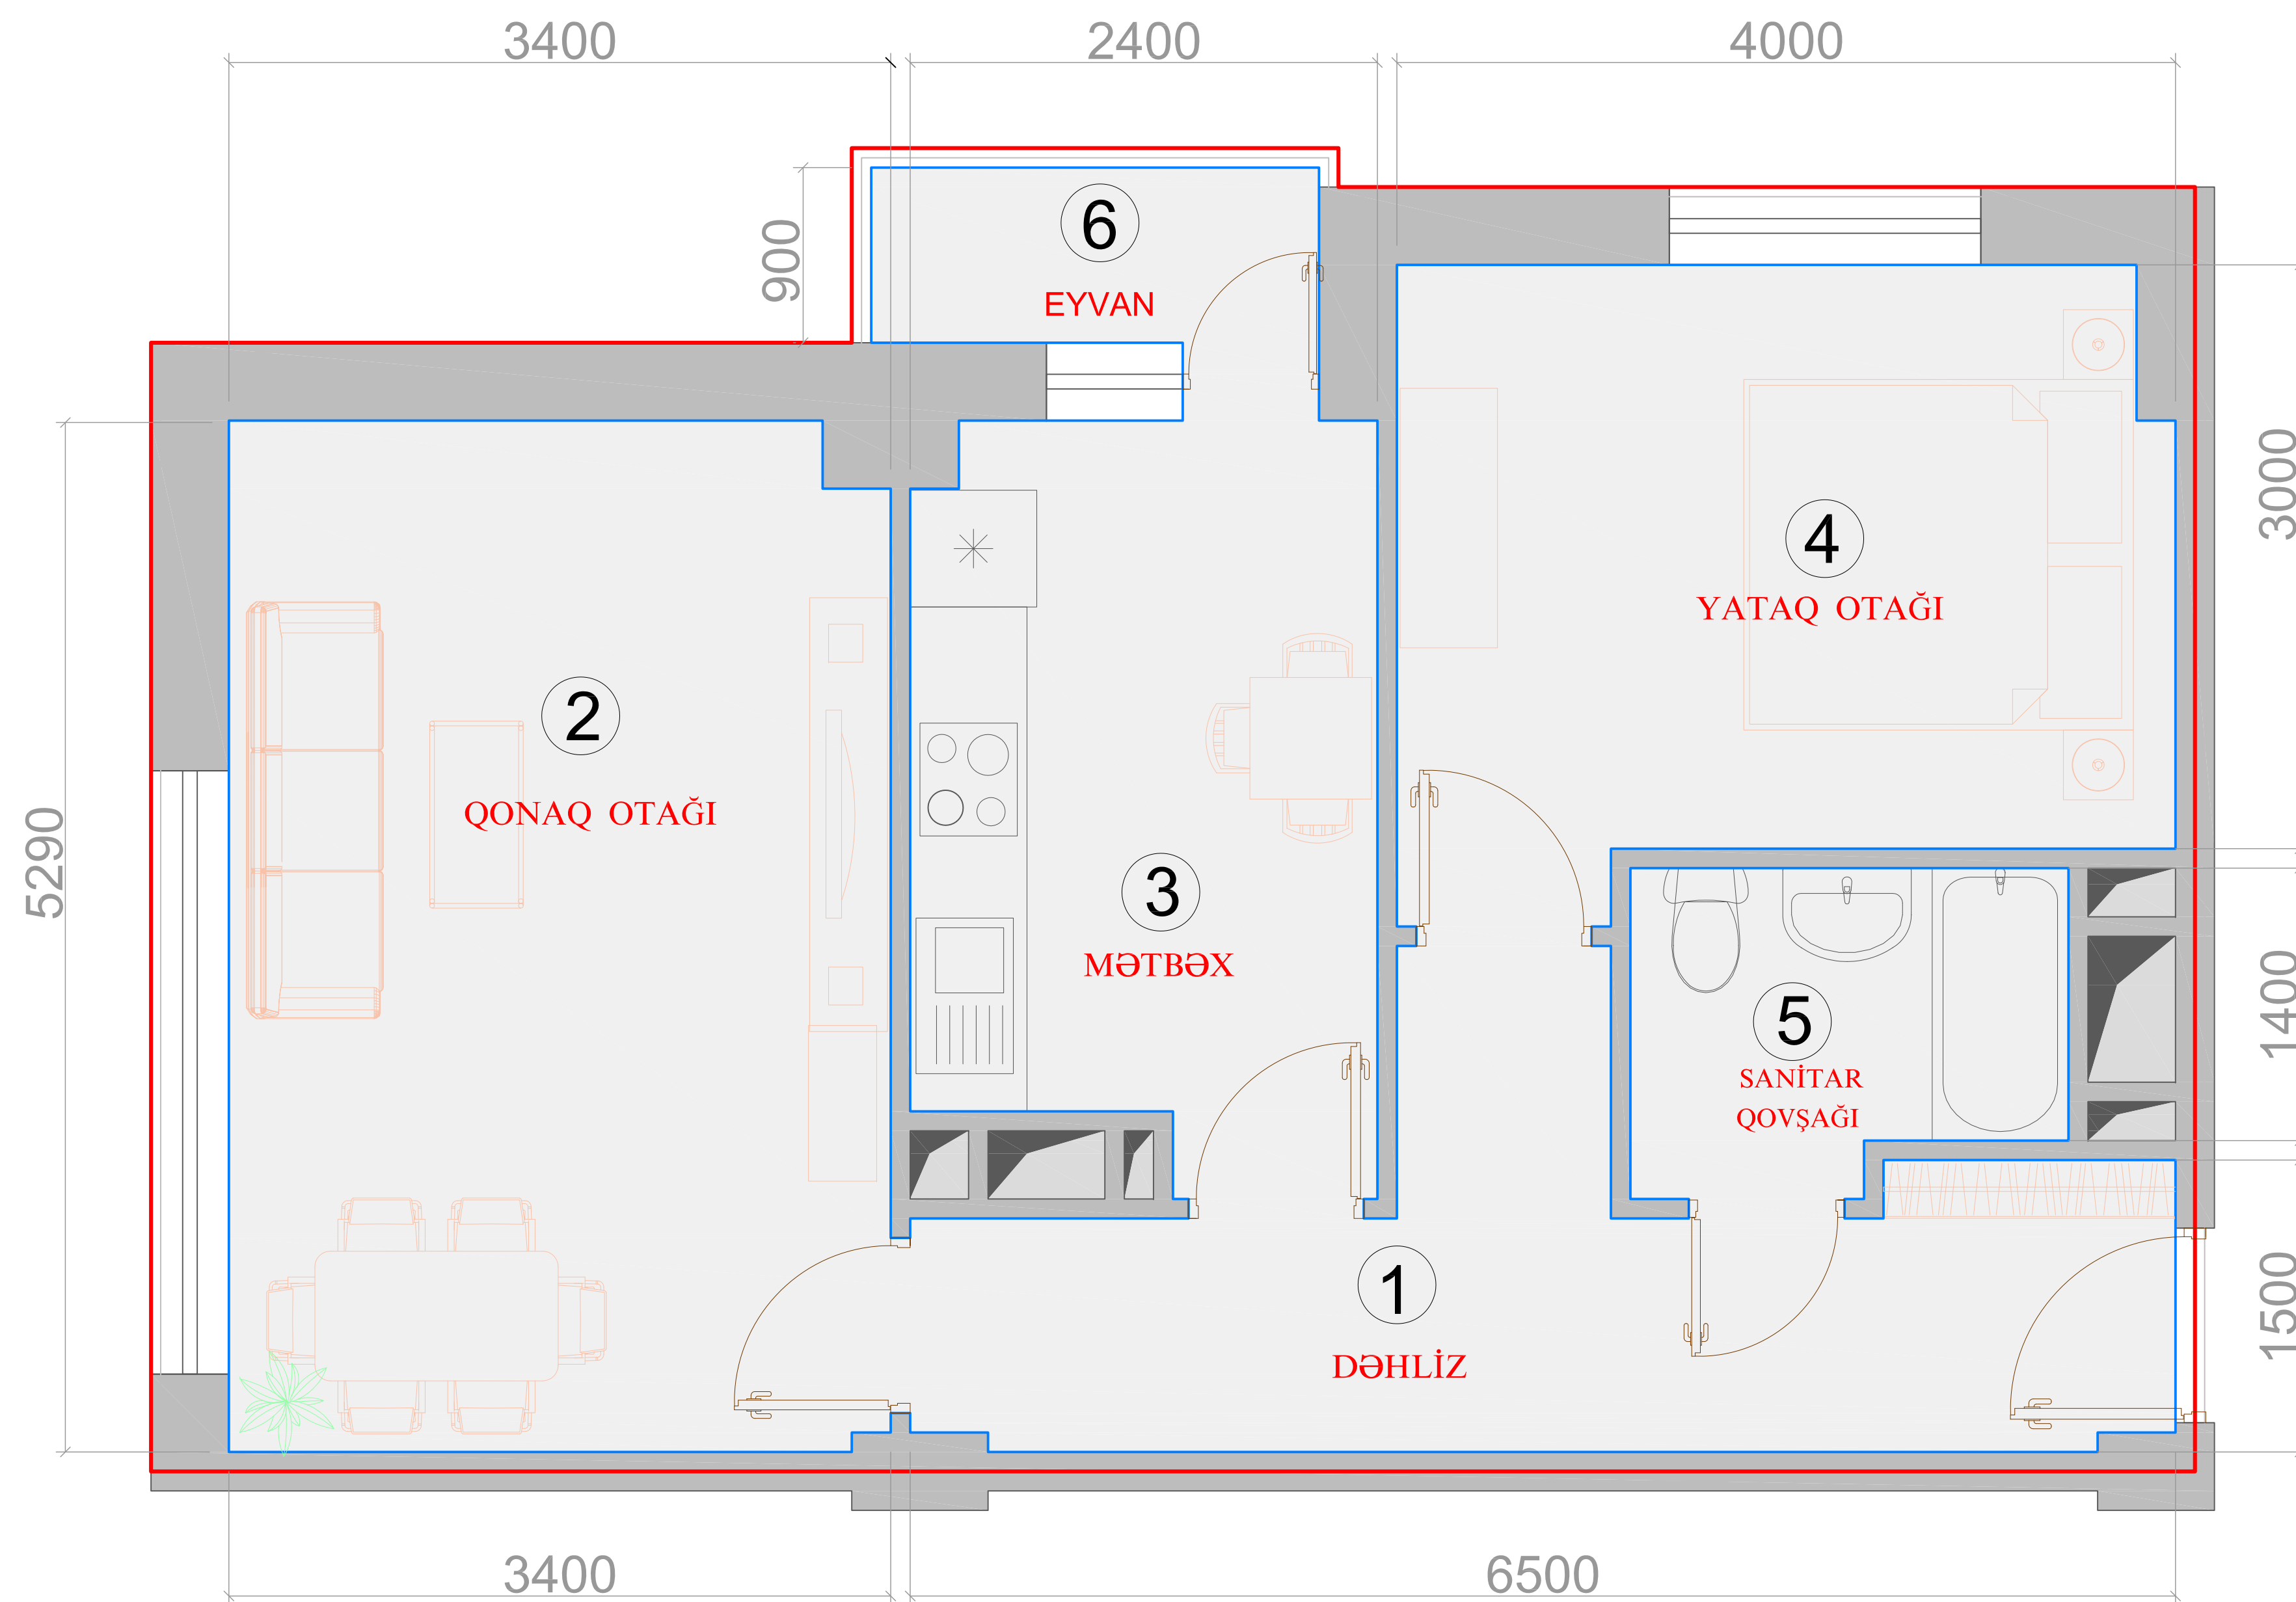 3400
2400
4000
900
6
EYVAN
5290
2
QONAQ OTAĞI
3
MƏTBƏX
4
YATAQ OTAĞI
3000
5
SANİTAR
QOVŞAĞI
1400
1
DƏHLİZ
1500
3400
6500